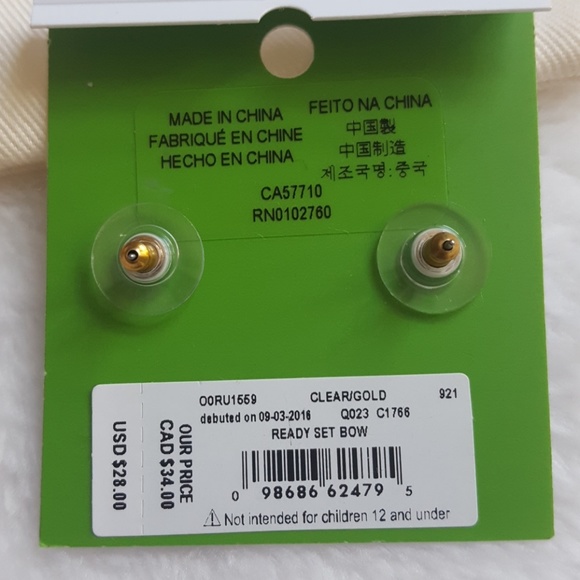 MADE IN CHINA
FABRIQUÉ EN CHINE
HECHO EN CHINA
FEITO NA CHINA
中国製
中国制造
제조국명:중국
CA57710
RN0102760
O0RU1559 CLEAR/GOLD 921
debuted on 09-03-2016 Q023 C1766
READY SET BOW
0 98686 62479 5
⚠ Not intended for children 12 and under
OUR PRICE
CAD $34.00
USD $28.00